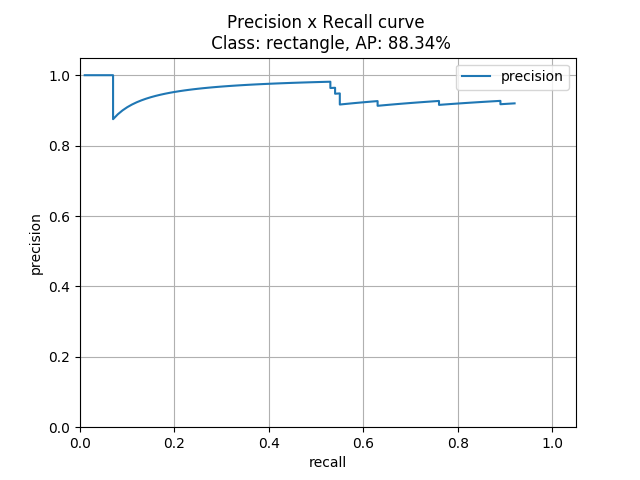 Precision x Recall curve
Class: rectangle, AP: 88.34%
precision
1.0
0.8
0.6
0.4
0.2
0.0
precision
0.0 0.2 0.4 0.6 0.8 1.0
recall